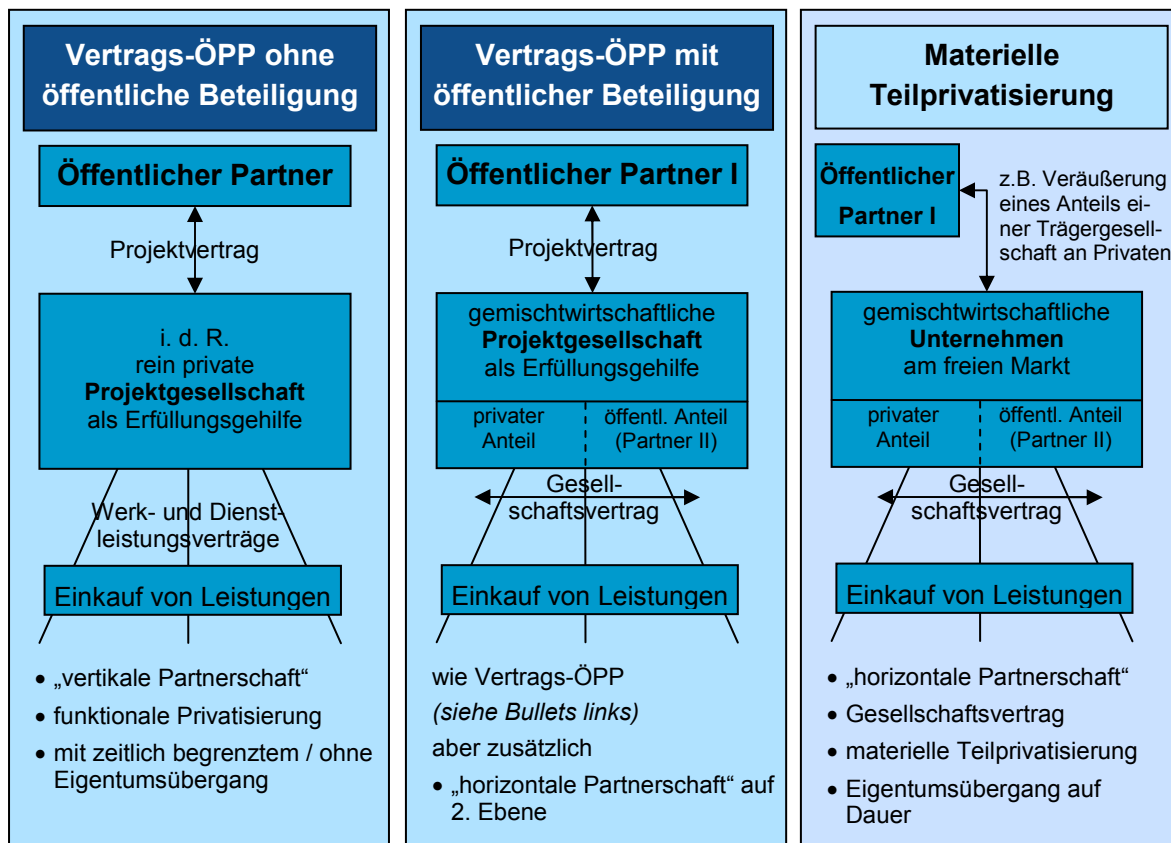 Vertrags-ÖPP ohne
öffentliche Beteiligung
Öffentlicher Partner
Projektvertrag
i. d. R.
rein private
Projektgesellschaft
als Erfüllungsgehilfe
Werk- und Dienst-
leistungsverträge
Einkauf von Leistungen
• „vertikale Partnerschaft“
• funktionale Privatisierung
• mit zeitlich begrenztem / ohne
Eigentumsübergang
Vertrags-ÖPP mit
öffentlicher Beteiligung
Öffentlicher Partner I
Projektvertrag
gemischtwirtschaftliche
Projektgesellschaft
als Erfüllungsgehilfe
privater
Anteil
öffentl. Anteil
(Partner II)
Gesell-
schaftsvertrag
Einkauf von Leistungen
wie Vertrags-ÖPP
(siehe Bullets links)
aber zusätzlich
• „horizontale Partnerschaft“ auf
2. Ebene
Materielle
Teilprivatisierung
Öffentlicher
Partner I
z.B. Veräußerung
eines Anteils ei-
ner Trägergesell-
schaft an Privaten
gemischtwirtschaftliche
Unternehmen
am freien Markt
privater
Anteil
öffentl. Anteil
(Partner II)
Gesell-
schaftsvertrag
Einkauf von Leistungen
• „horizontale Partnerschaft“
• Gesellschaftsvertrag
• materielle Teilprivatisierung
• Eigentumsübergang auf
Dauer